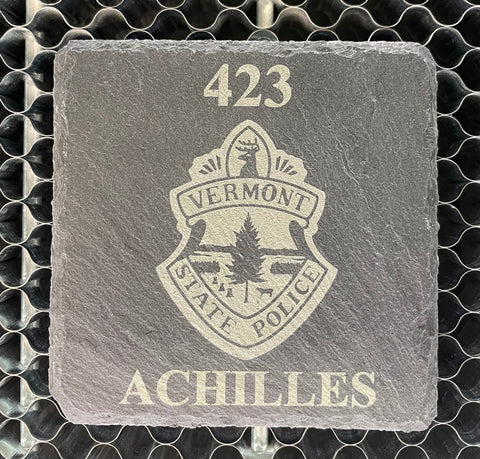 423
VERMONT
STATE POLICE
ACHILLES